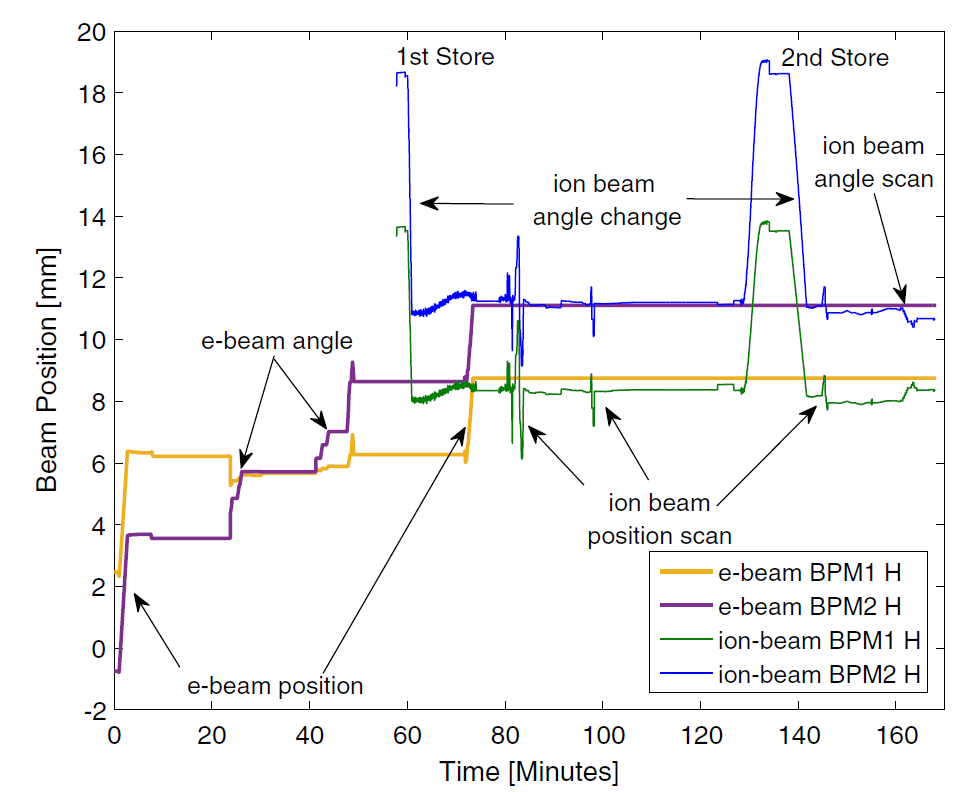 20
18
16
14
12
10
8
6
4
2
0
-2
Beam Position [mm]
1st Store
2nd Store
ion beam
angle scan
ion beam
angle change
e-beam angle
ion beam
position scan
e-beam position
e-beam BPM1 H
e-beam BPM2 H
ion-beam BPM1 H
ion-beam BPM2 H
0 20 40 60 80 100 120 140 160
Time [Minutes]